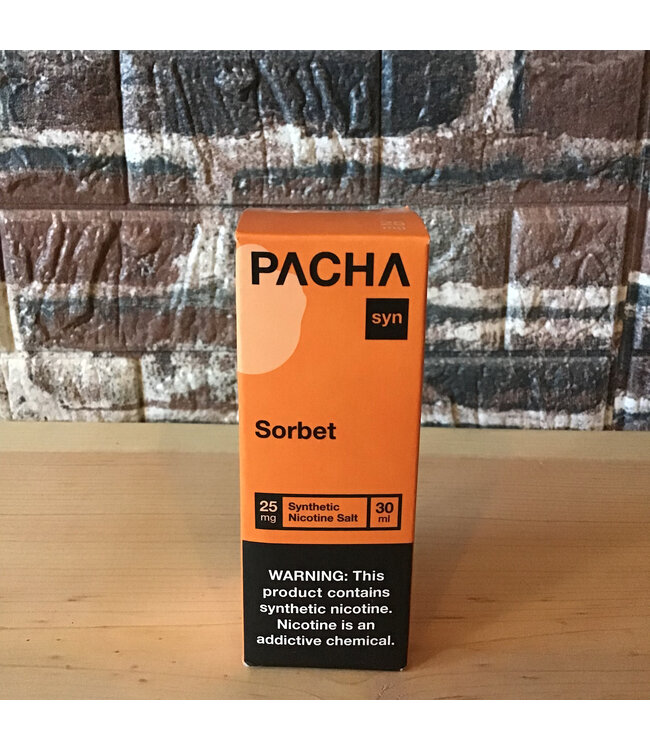 PACHA
syn
Sorbet
25 mg
Synthetic
Nicotine Salt
30 ml
WARNING: This
product contains
synthetic nicotine.
Nicotine is an
addictive chemical.